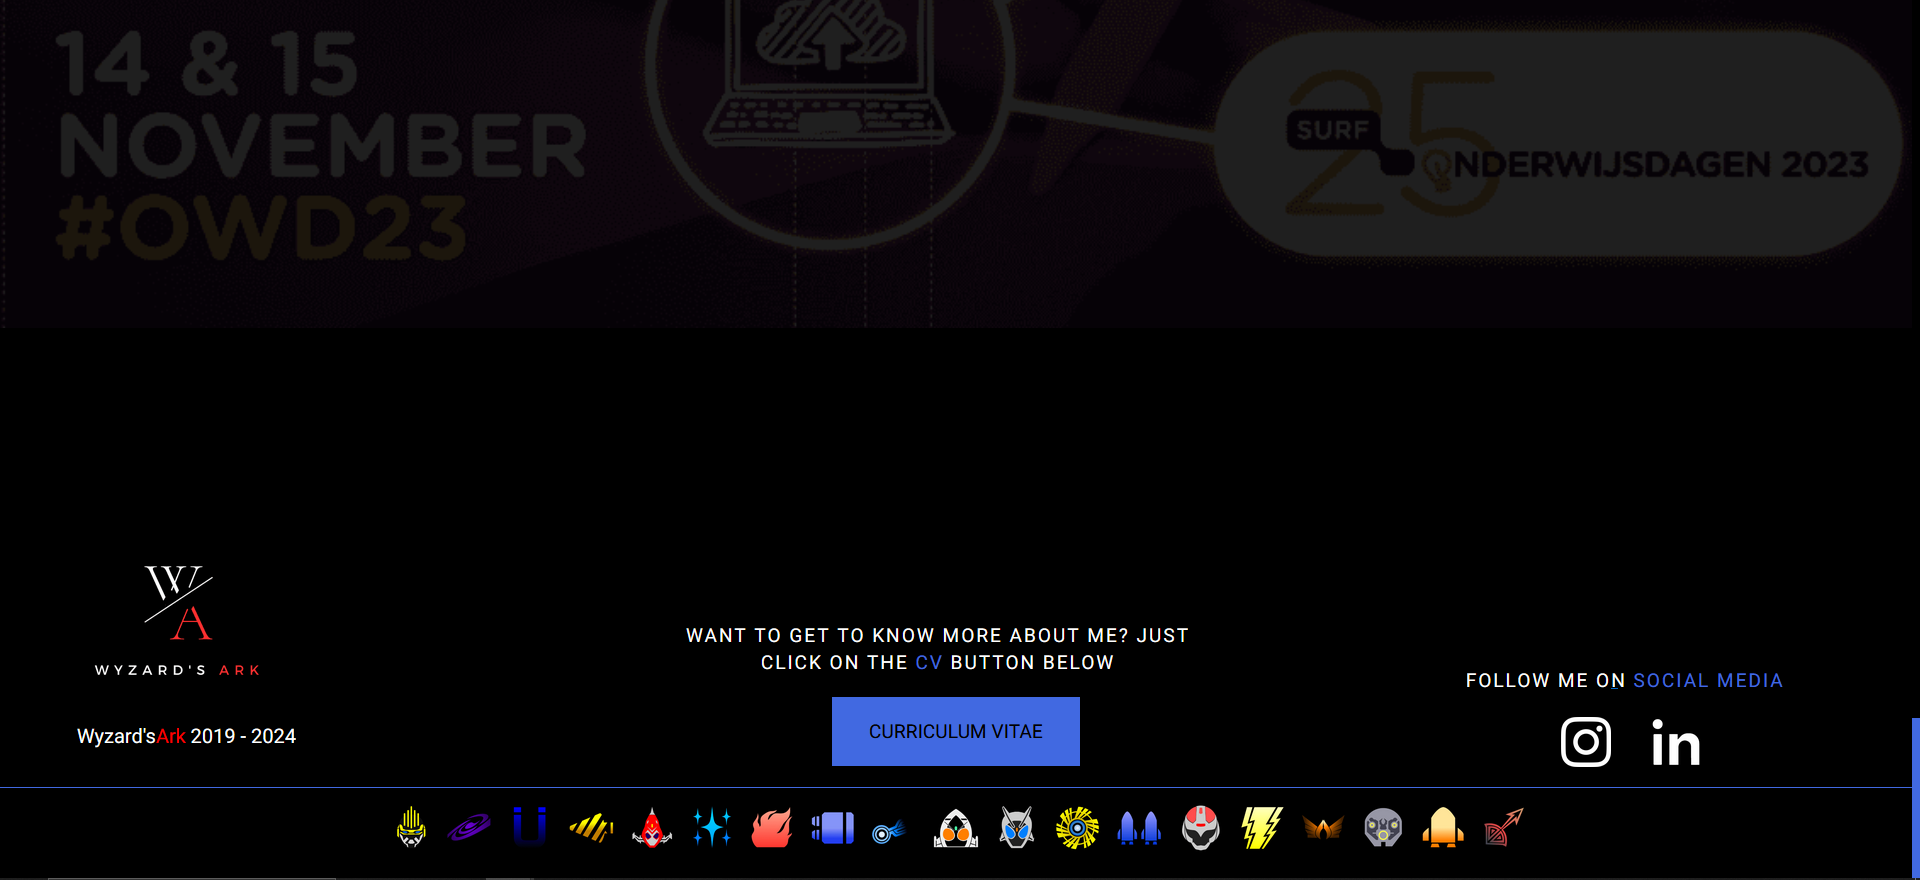 14 & 15
NOVEMBER
#OWD23
25
SURF
ONDERWIJSDAGEN 2023
W
A
WYZARD'S ARK
Wyzard'sArk 2019 - 2024
WANT TO GET TO KNOW MORE ABOUT ME? JUST
CLICK ON THE CV BUTTON BELOW
CURRICULUM VITAE
FOLLOW ME ON SOCIAL MEDIA
in